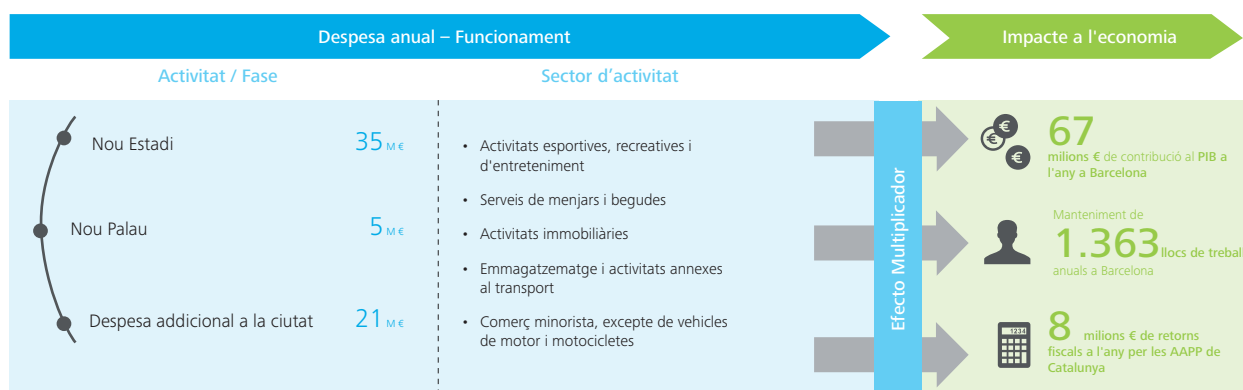 Despesa anual – Funcionament
Impacte a l'economia
Activitat / Fase
Sector d'activitat
Nou Estadi
35 M €
Nou Palau
5 M €
Despesa addicional a la ciutat
21 M €
• Activitats esportives, recreatives i
d'entreteniment
• Serveis de menjars i begudes
• Activitats immobiliàries
• Emmagatzematge i activitats annexes
al transport
• Comerç minorista, excepte de vehicles
de motor i motocicletes
Efecto Multiplicador
€
€
€
67
milions € de contribució al PIB a
l'any a Barcelona
Manteniment de
1.363 llocs de treball
anuals a Barcelona
1234
8 milions € de retorns
fiscals a l'any per les AAPP de
Catalunya